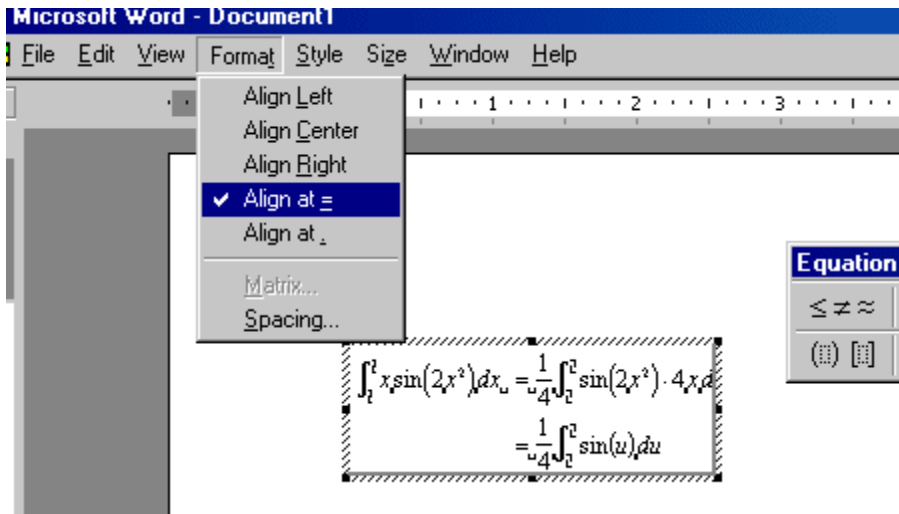 Microsoft Word - Document1
File Edit View Format Style Size Window Help
Align Left
1 2 3
Align Center
Align Right
Align at =
Align at .
Equation
Matrix...
≤ ≠ ≈
Spacing...
∫₂² x sin(2x²)dx = 1/4 ∫₂² sin(2x²) · 4x d
= 1/4 ∫₂² sin(u) du